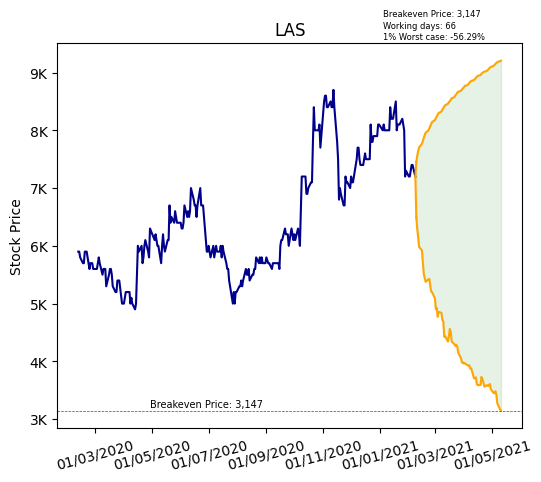 Breakeven Price: 3,147
Working days: 66
1% Worst case: -56.29%
LAS
Stock Price
9K
8K
7K
6K
5K
4K
3K
Breakeven Price: 3,147
01/03/2020
01/05/2020
01/07/2020
01/09/2020
01/11/2020
01/01/2021
01/03/2021
01/05/2021